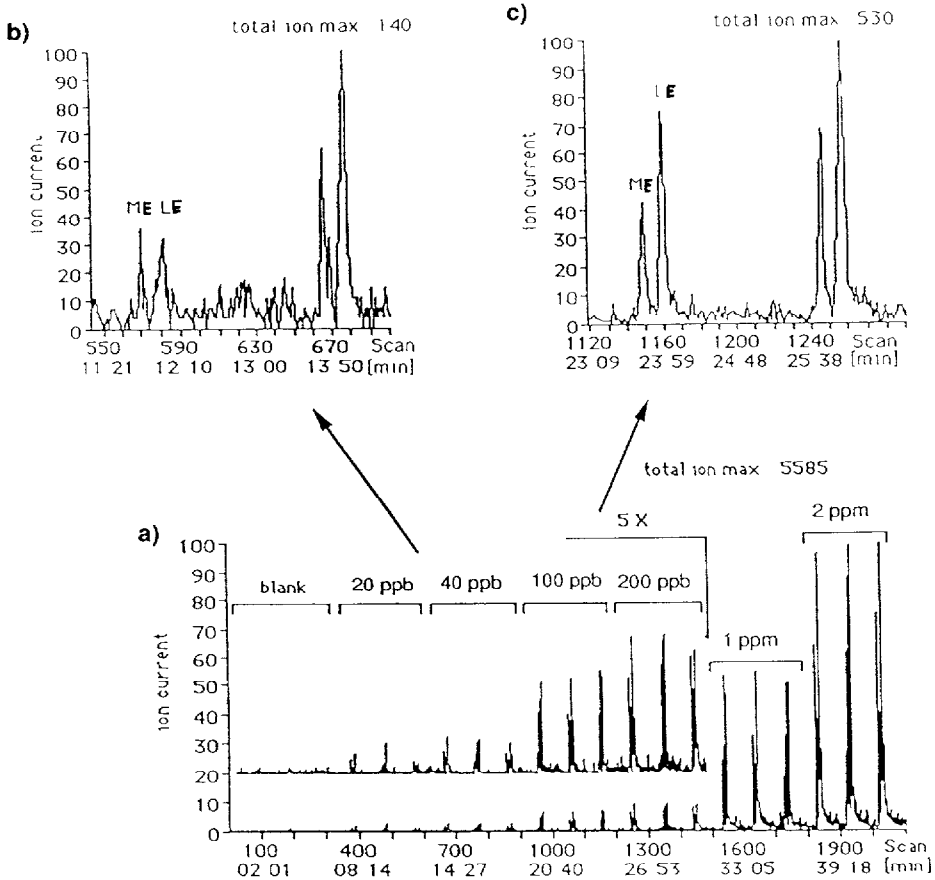 b)
total ion max 140
100
90
80
70
60
50
40
30
20
10
0
ion current
ME LE
550 590 630 670 Scan
11 21 12 10 13 00 13 50 [min]
c)
total ion max 530
100
90
80
70
60
50
40
30
20
10
0
ion current
LE
ME
1120 1160 1200 1240 Scan
23 09 23 59 24 48 25 38 [min]
total ion max 5585
a)
5 X
2 ppm
blank 20 ppb 40 ppb 100 ppb 200 ppb
1 ppm
100
90
80
70
60
50
40
30
20
10
0
20
ion current
100 400 700 1000 1300 1600 1900 Scan
02 01 08 14 14 27 20 40 26 53 33 05 39 18 [min]